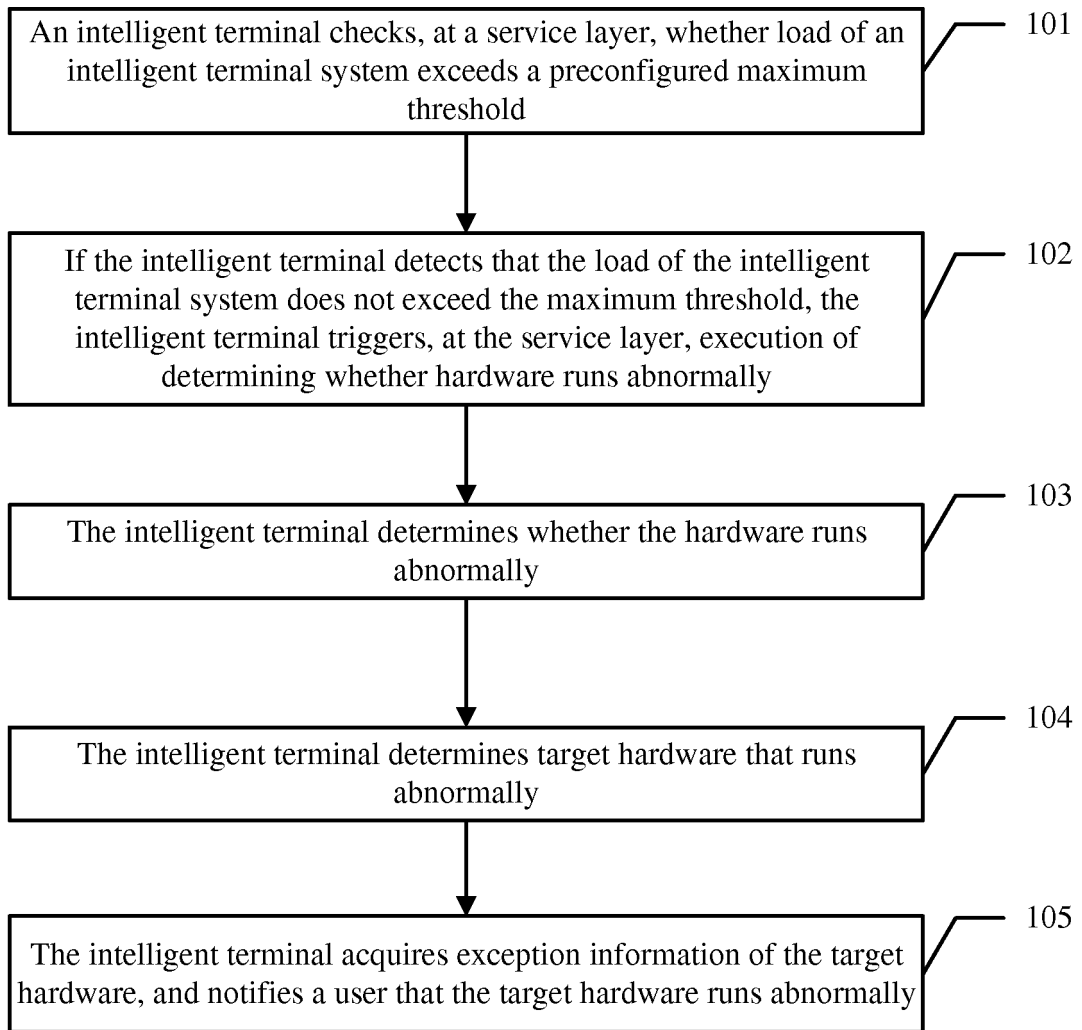 An intelligent terminal checks, at a service layer, whether load of an
intelligent terminal system exceeds a preconfigured maximum
threshold
101
If the intelligent terminal detects that the load of the intelligent
terminal system does not exceed the maximum threshold, the
intelligent terminal triggers, at the service layer, execution of
determining whether hardware runs abnormally
102
The intelligent terminal determines whether the hardware runs
abnormally
103
The intelligent terminal determines target hardware that runs
abnormally
104
The intelligent terminal acquires exception information of the target
hardware, and notifies a user that the target hardware runs abnormally
105